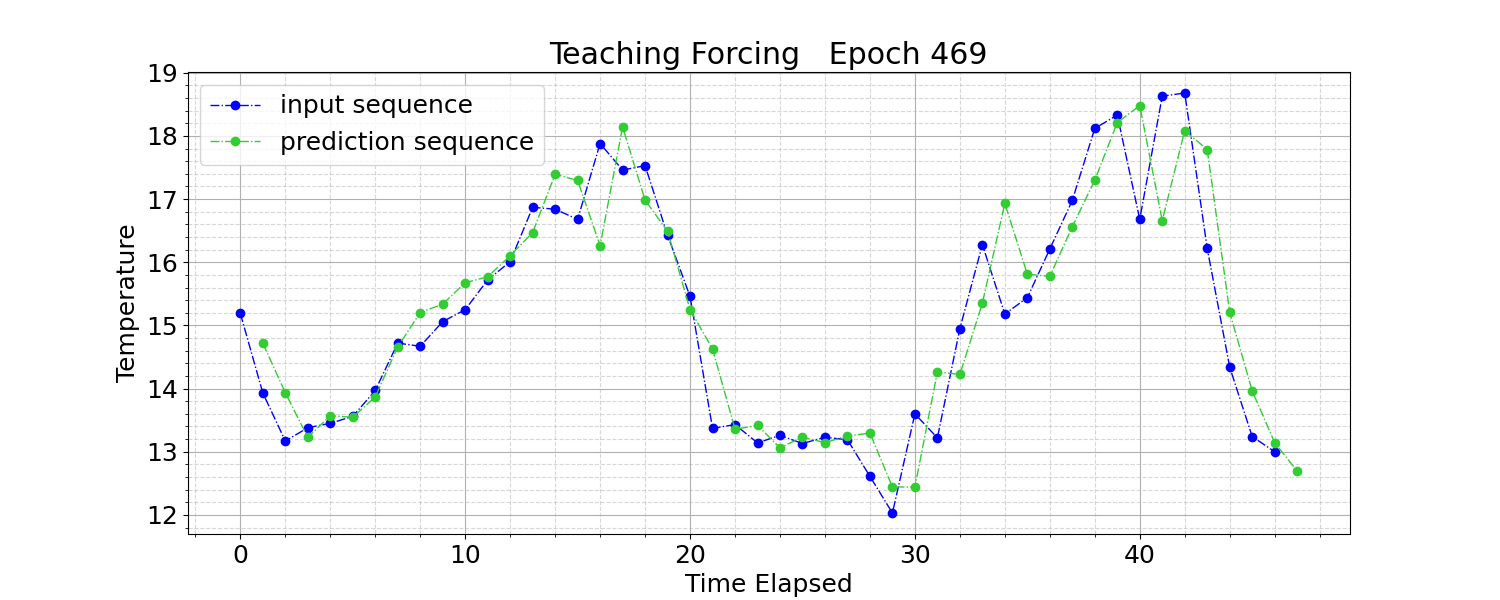 Teaching Forcing   Epoch 469
19
18
17
16
15
14
13
12
Temperature
input sequence
prediction sequence
0 10 20 30 40
Time Elapsed